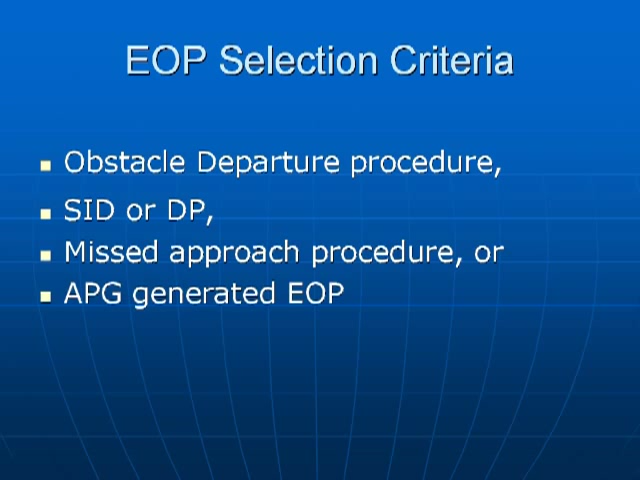 EOP Selection Criteria
Obstacle Departure procedure,
SID or DP,
Missed approach procedure, or
APG generated EOP